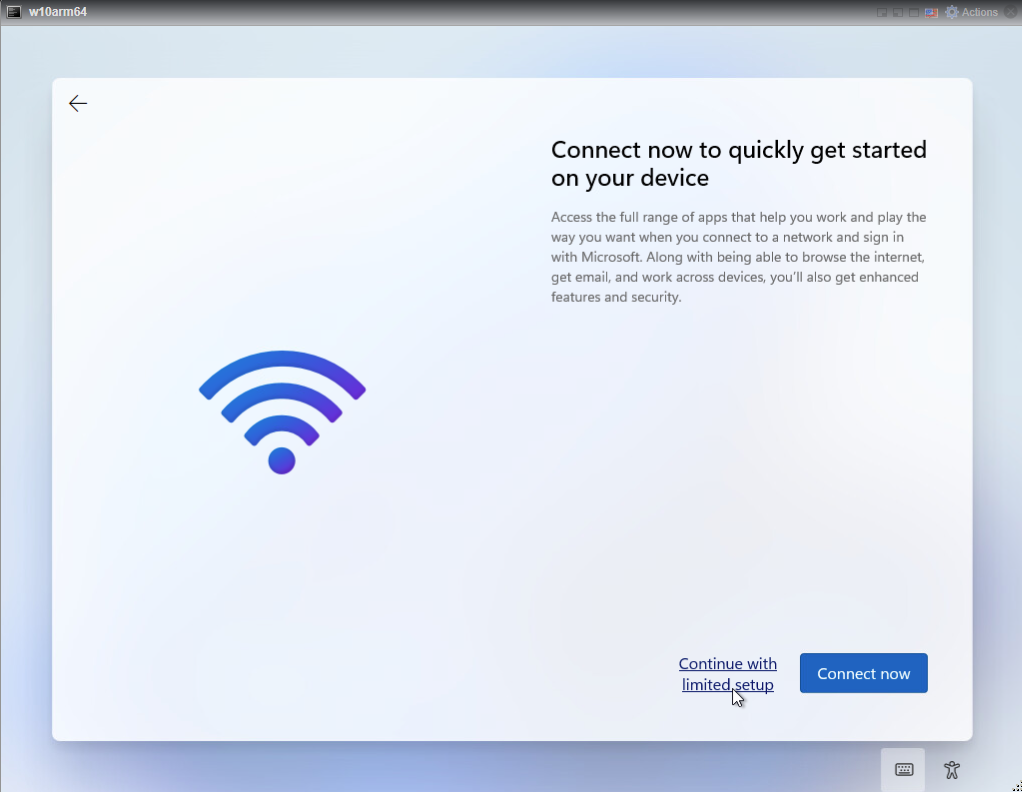 w10arm64
Actions
Connect now to quickly get started
on your device
Access the full range of apps that help you work and play the
way you want when you connect to a network and sign in
with Microsoft. Along with being able to browse the internet,
get email, and work across devices, you'll also get enhanced
features and security.
Continue with
limited setup
Connect now